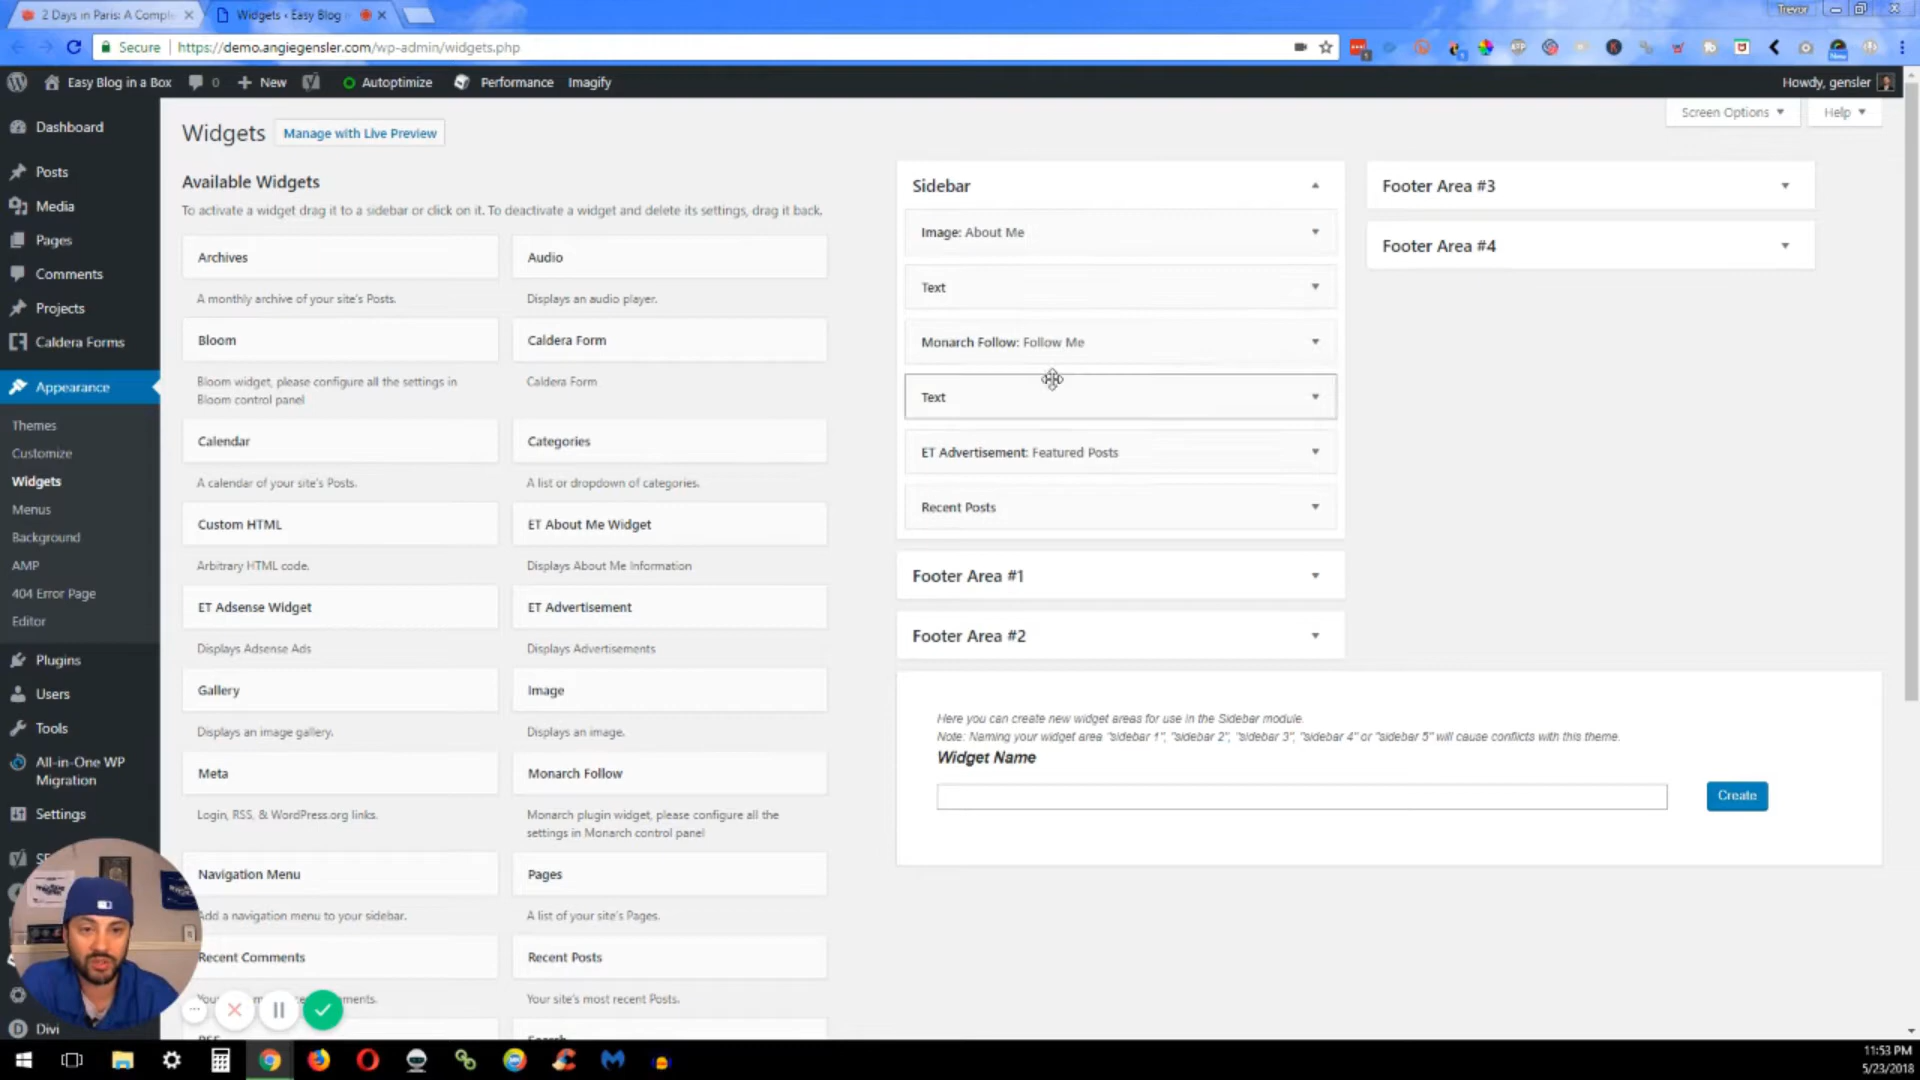 2 Days in Paris: A Compl
Widgets ‹ Easy Blog i
Trevor
Secure
https://demo.angiegensler.com/wp-admin/widgets.php
Easy Blog in a Box
0
New
Autoptimize
Performance
Imagify
Howdy, gensler
Dashboard
Posts
Media
Pages
Comments
Projects
Caldera Forms
Appearance
Themes
Customize
Widgets
Menus
Background
AMP
404 Error Page
Editor
Plugins
Users
Tools
All-in-One WP
Migration
Settings
SE
Divi
Screen Options
Help
Widgets
Manage with Live Preview
Available Widgets
To activate a widget drag it to a sidebar or click on it. To deactivate a widget and delete its settings, drag it back.
Archives
A monthly archive of your site's Posts.
Audio
Displays an audio player.
Bloom
Bloom widget, please configure all the settings in
Bloom control panel
Caldera Form
Caldera Form
Calendar
A calendar of your site's Posts.
Categories
A list or dropdown of categories.
Custom HTML
Arbitrary HTML code.
ET About Me Widget
Displays About Me Information
ET Adsense Widget
Displays Adsense Ads
ET Advertisement
Displays Advertisements
Gallery
Displays an image gallery.
Image
Displays an image.
Meta
Login, RSS, & WordPress.org links.
Monarch Follow
Monarch plugin widget, please configure all the
settings in Monarch control panel
Navigation Menu
Add a navigation menu to your sidebar.
Pages
A list of your site's Pages.
Recent Comments
Recent Posts
Your site's most recent Posts.
Sidebar
Image: About Me
Text
Monarch Follow: Follow Me
Text
ET Advertisement: Featured Posts
Recent Posts
Footer Area #1
Footer Area #2
Footer Area #3
Footer Area #4
Here you can create new widget areas for use in the Sidebar module.
Note: Naming your widget area "sidebar 1", "sidebar 2", "sidebar 3", "sidebar 4" or "sidebar 5" will cause conflicts with this theme.
Widget Name
Create
11:53 PM
5/23/2018